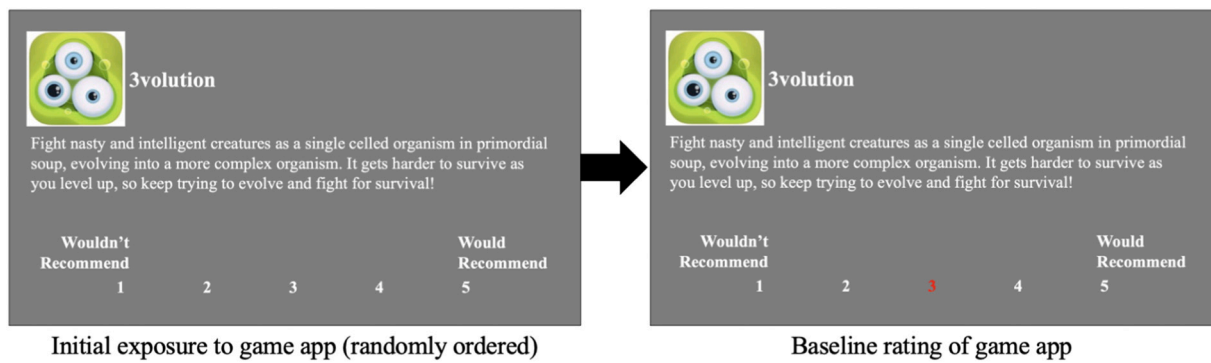 3volution
Fight nasty and intelligent creatures as a single celled organism in primordial
soup, evolving into a more complex organism. It gets harder to survive as
you level up, so keep trying to evolve and fight for survival!
Wouldn't
Recommend
Would
Recommend
1 2 3 4 5
Initial exposure to game app (randomly ordered)
3volution
Fight nasty and intelligent creatures as a single celled organism in primordial
soup, evolving into a more complex organism. It gets harder to survive as
you level up, so keep trying to evolve and fight for survival!
Wouldn't
Recommend
Would
Recommend
1 2 3 4 5
Baseline rating of game app